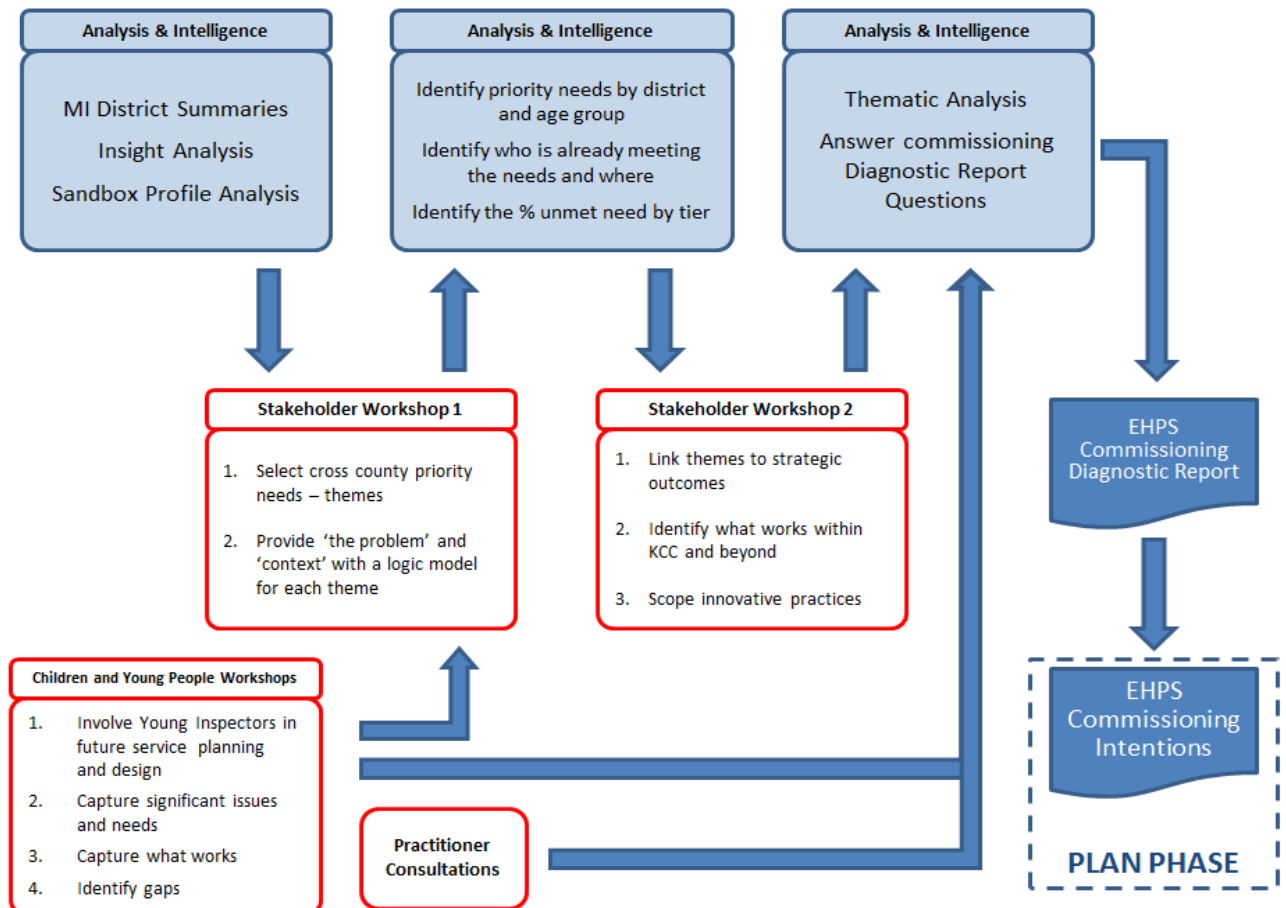 Analysis & Intelligence
MI District Summaries
Insight Analysis
Sandbox Profile Analysis
Analysis & Intelligence
Identify priority needs by district
and age group
Identify who is already meeting
the needs and where
Identify the % unmet need by tier
Analysis & Intelligence
Thematic Analysis
Answer commissioning
Diagnostic Report
Questions
Stakeholder Workshop 1
1. Select cross county priority
needs – themes
2. Provide ‘the problem’ and
‘context’ with a logic model
for each theme
Stakeholder Workshop 2
1. Link themes to strategic
outcomes
2. Identify what works within
KCC and beyond
3. Scope innovative practices
EHPS
Commissioning
Diagnostic Report
Children and Young People Workshops
1. Involve Young Inspectors in
future service planning
and design
2. Capture significant issues
and needs
3. Capture what works
4. Identify gaps
Practitioner
Consultations
EHPS
Commissioning
Intentions
PLAN PHASE